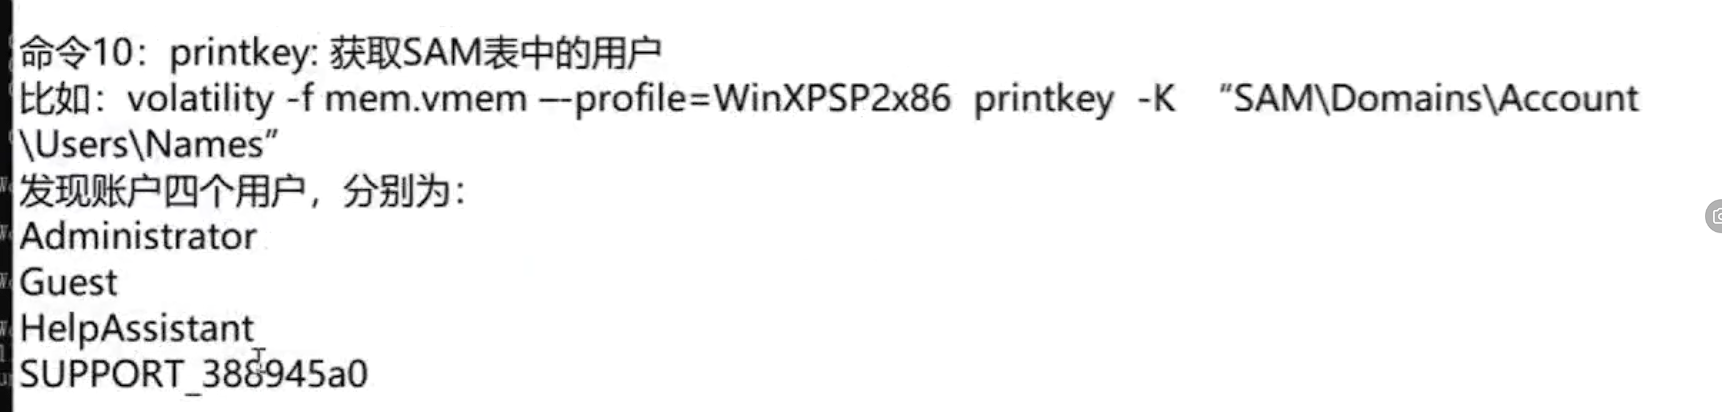 命令10：printkey: 获取SAM表中的用户
比如：volatility -f mem.vmem –-profile=WinXPSP2x86 printkey -K “SAM\Domains\Account
\Users\Names”
发现账户四个用户，分别为：
Administrator
Guest
HelpAssistant
SUPPORT_388945a0